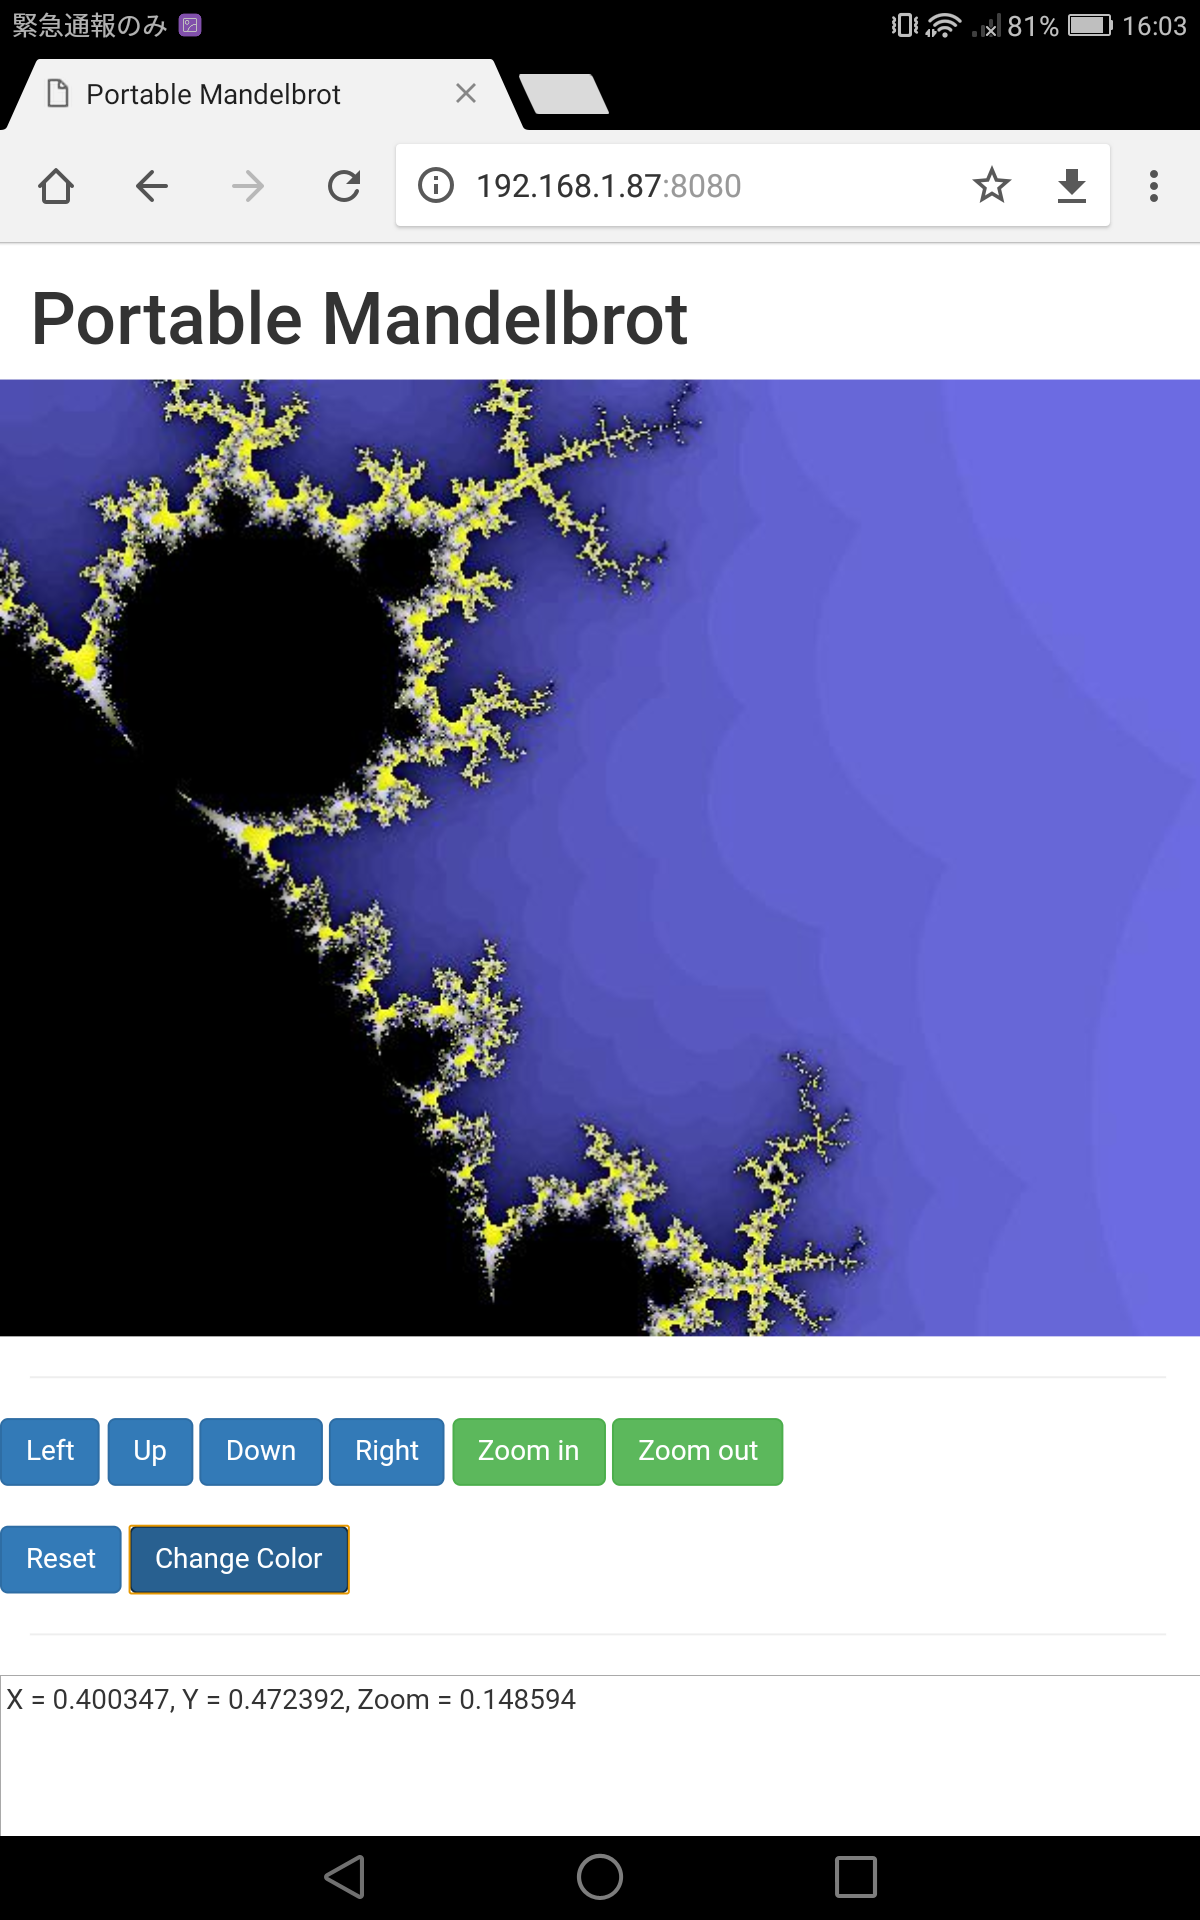 緊急通報のみ 81% 16:03
Portable Mandelbrot
192.168.1.87:8080
Portable Mandelbrot
Left Up Down Right Zoom in Zoom out
Reset Change Color
X = 0.400347, Y = 0.472392, Zoom = 0.148594